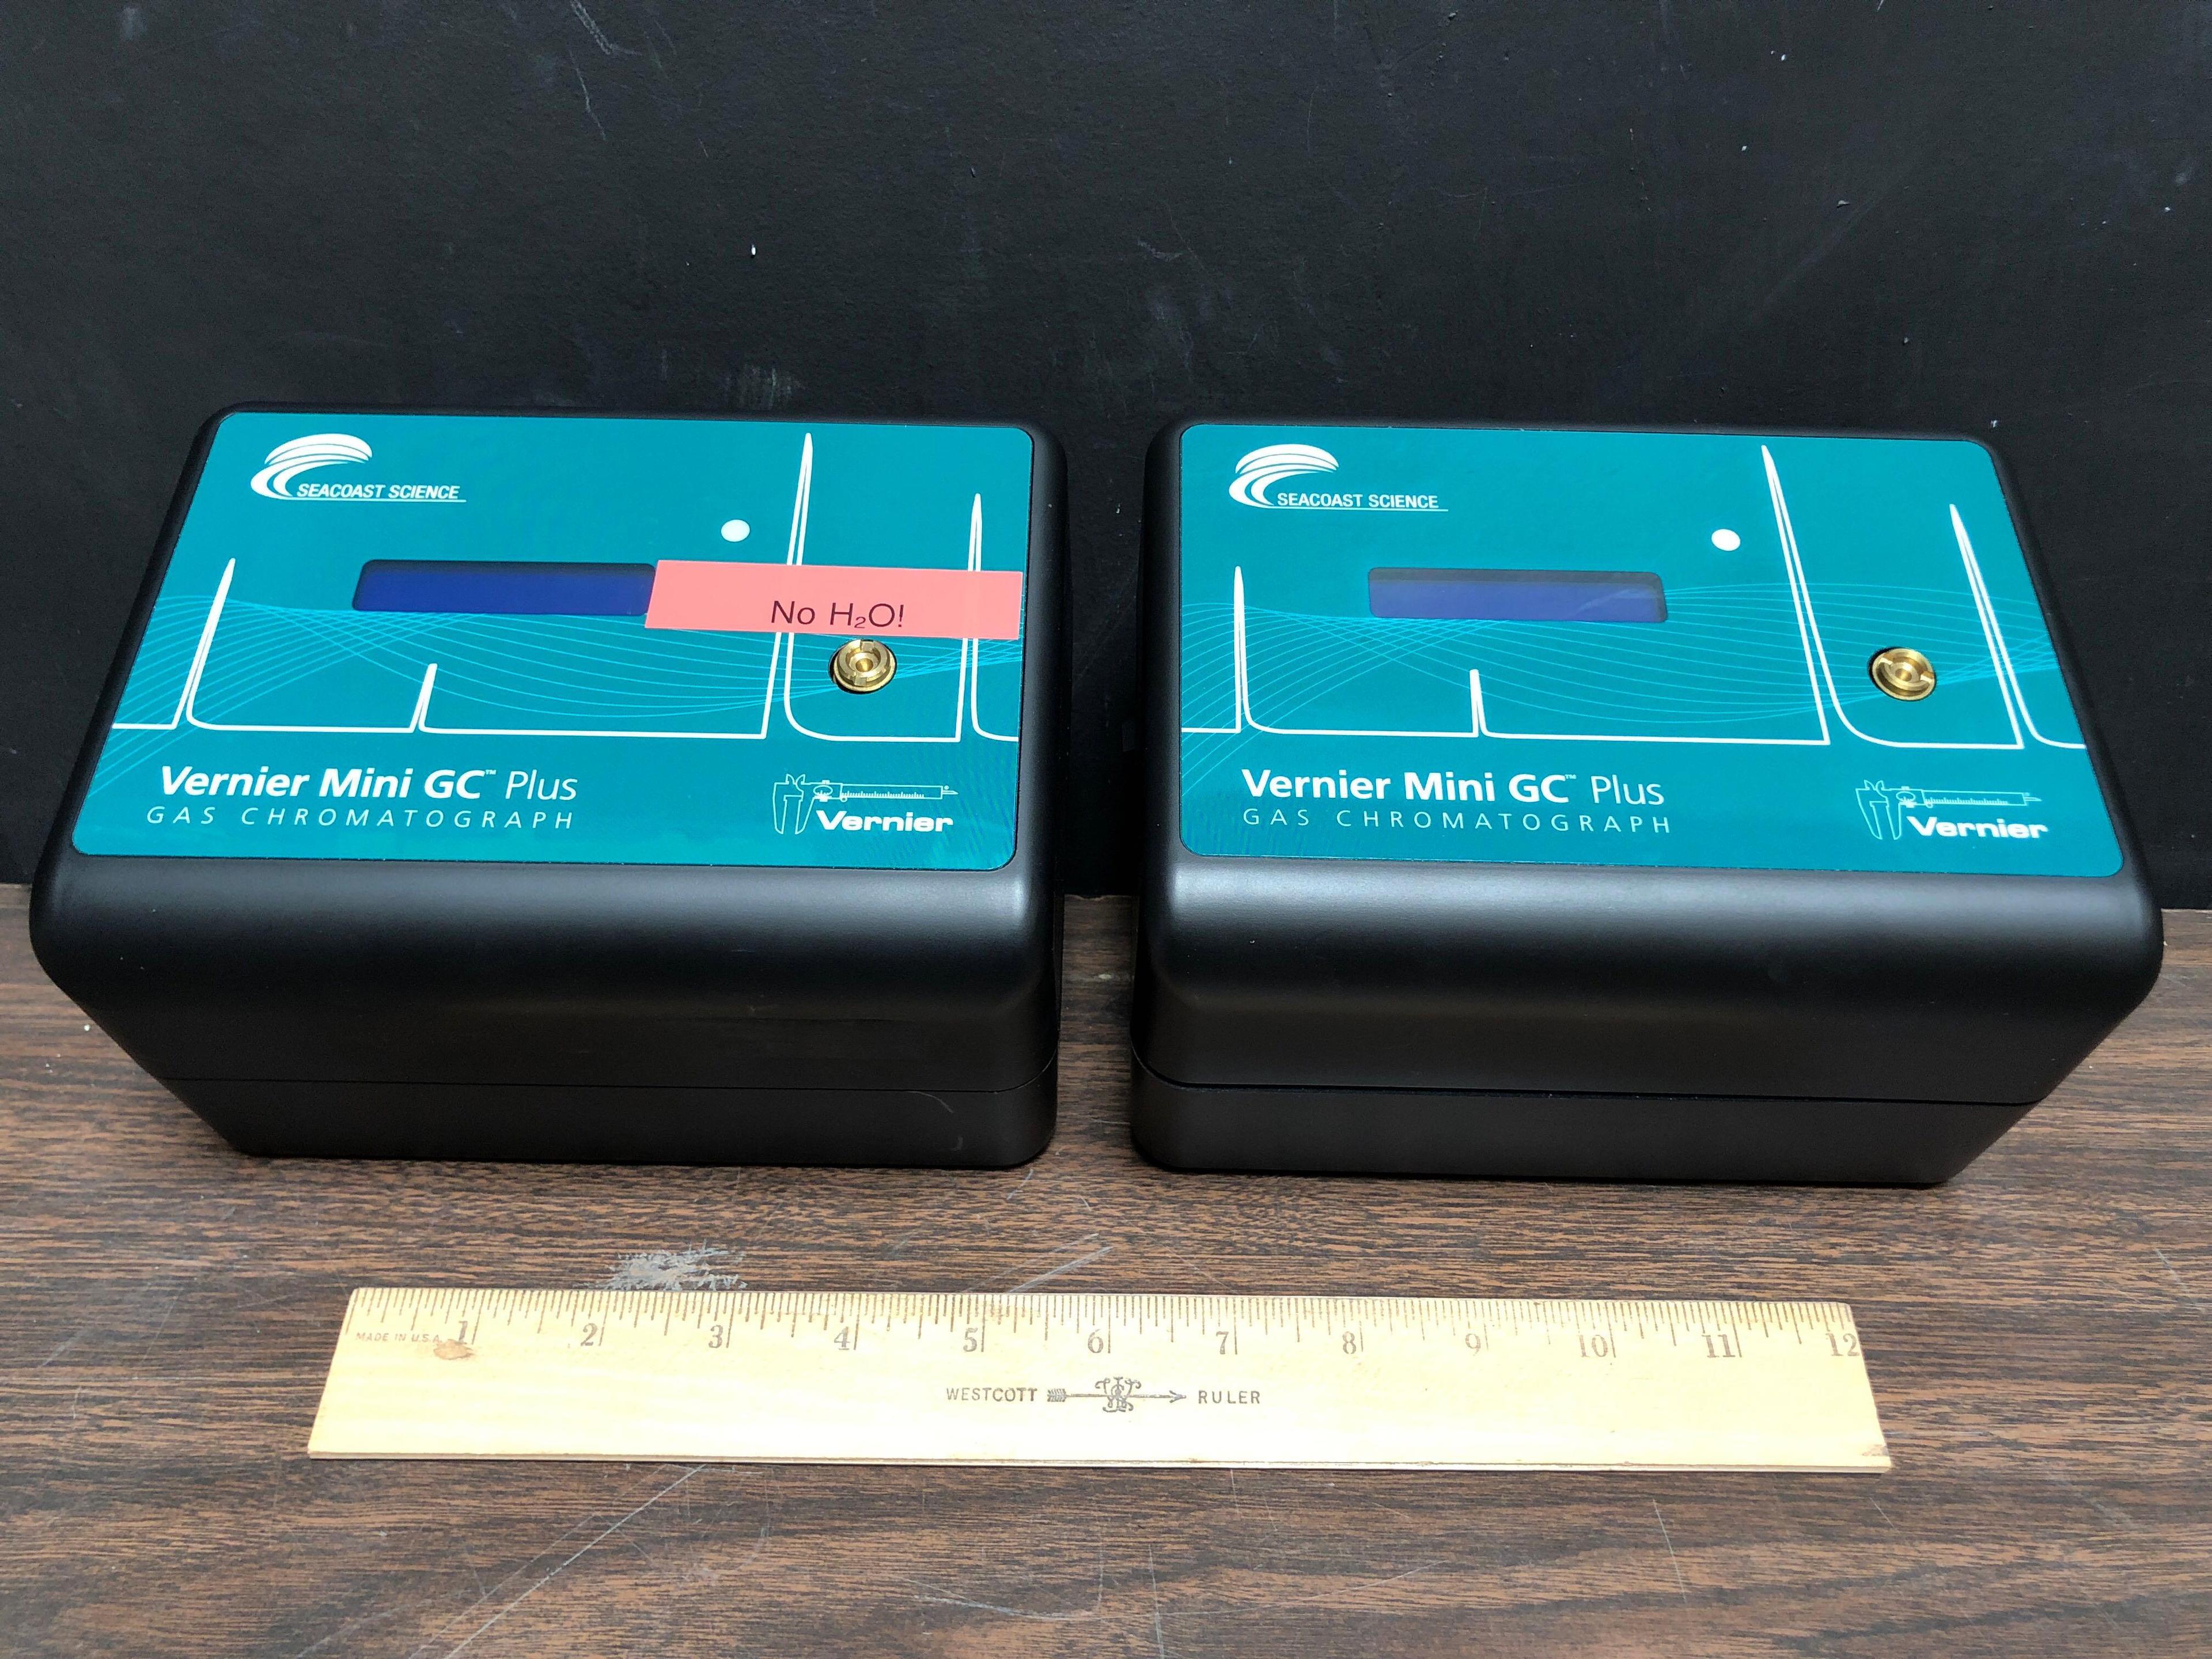 SEACOAST SCIENCE
No H₂O!
Vernier Mini GC™ Plus
GAS CHROMATOGRAPH
Vernier
SEACOAST SCIENCE
Vernier Mini GC™ Plus
GAS CHROMATOGRAPH
Vernier
MADE IN U.S.A. 1 2 3 4 5 6 7 8 9 10 11 12
WESTCOTT RULER